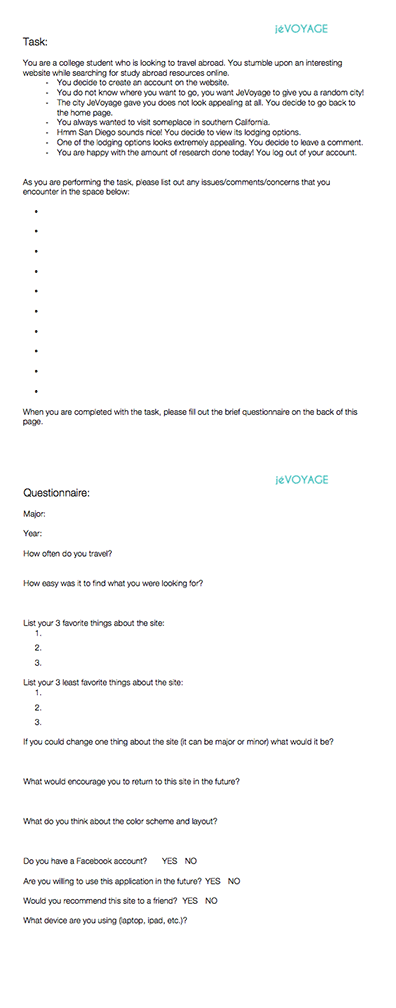 jéVOYAGE
Task:
You are a college student who is looking to travel abroad. You stumble upon an interesting
website while searching for study abroad resources online.
- You decide to create an account on the website.
- You do not know where you want to go, you want JeVoyage to give you a random city!
- The city JeVoyage gave you does not look appealing at all. You decide to go back to
the home page.
- You always wanted to visit someplace in southern California.
- Hmm San Diego sounds nice! You decide to view its lodging options.
- One of the lodging options looks extremely appealing. You decide to leave a comment.
- You are happy with the amount of research done today! You log out of your account.
As you are performing the task, please list out any issues/comments/concerns that you
encounter in the space below:
•
•
•
•
•
•
•
•
•
•
When you are completed with the task, please fill out the brief questionnaire on the back of this
page.
jéVOYAGE
Questionnaire:
Major:
Year:
How often do you travel?
How easy was it to find what you were looking for?
List your 3 favorite things about the site:
1.
2.
3.
List your 3 least favorite things about the site:
1.
2.
3.
If you could change one thing about the site (it can be major or minor) what would it be?
What would encourage you to return to this site in the future?
What do you think about the color scheme and layout?
Do you have a Facebook account? YES NO
Are you willing to use this application in the future? YES NO
Would you recommend this site to a friend? YES NO
What device are you using (laptop, ipad, etc.)?